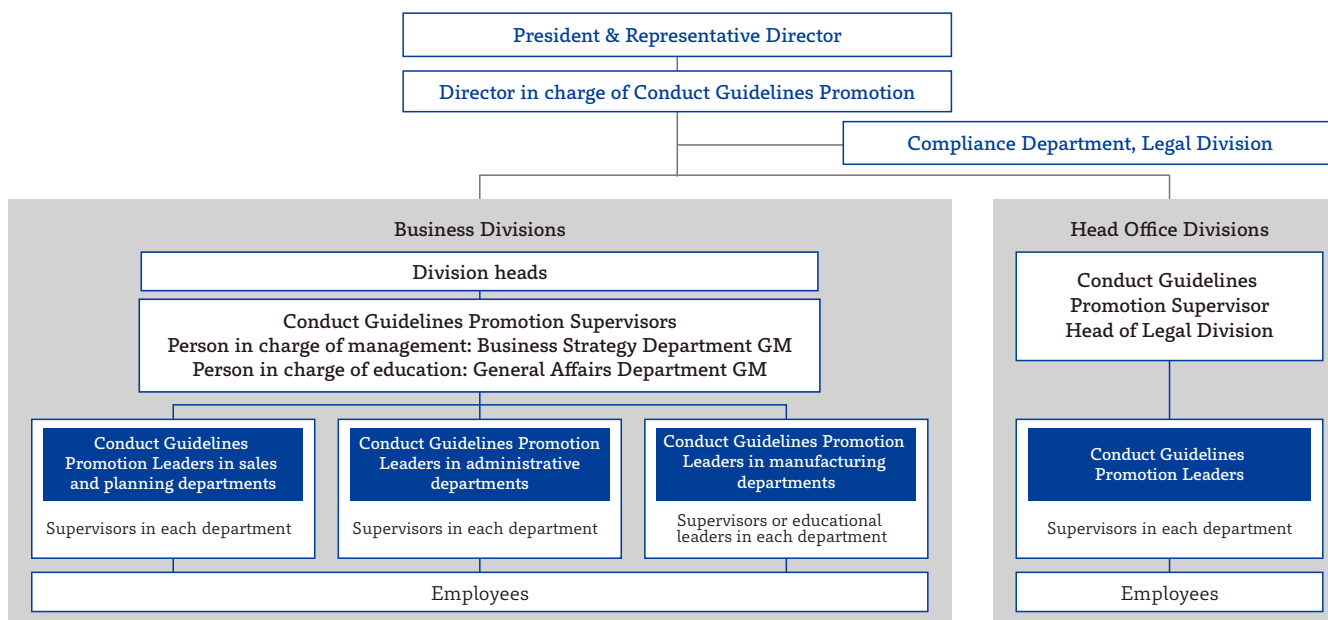 President & Representative Director
Director in charge of Conduct Guidelines Promotion
Compliance Department, Legal Division
Business Divisions
Division heads
Conduct Guidelines Promotion Supervisors
Person in charge of management: Business Strategy Department GM
Person in charge of education: General Affairs Department GM
Conduct Guidelines
Promotion Leaders in sales
and planning departments
Supervisors in each department
Conduct Guidelines Promotion
Leaders in administrative
departments
Supervisors in each department
Conduct Guidelines Promotion
Leaders in manufacturing
departments
Supervisors or educational
leaders in each department
Employees
Head Office Divisions
Conduct Guidelines
Promotion Supervisor
Head of Legal Division
Conduct Guidelines
Promotion Leaders
Supervisors in each department
Employees